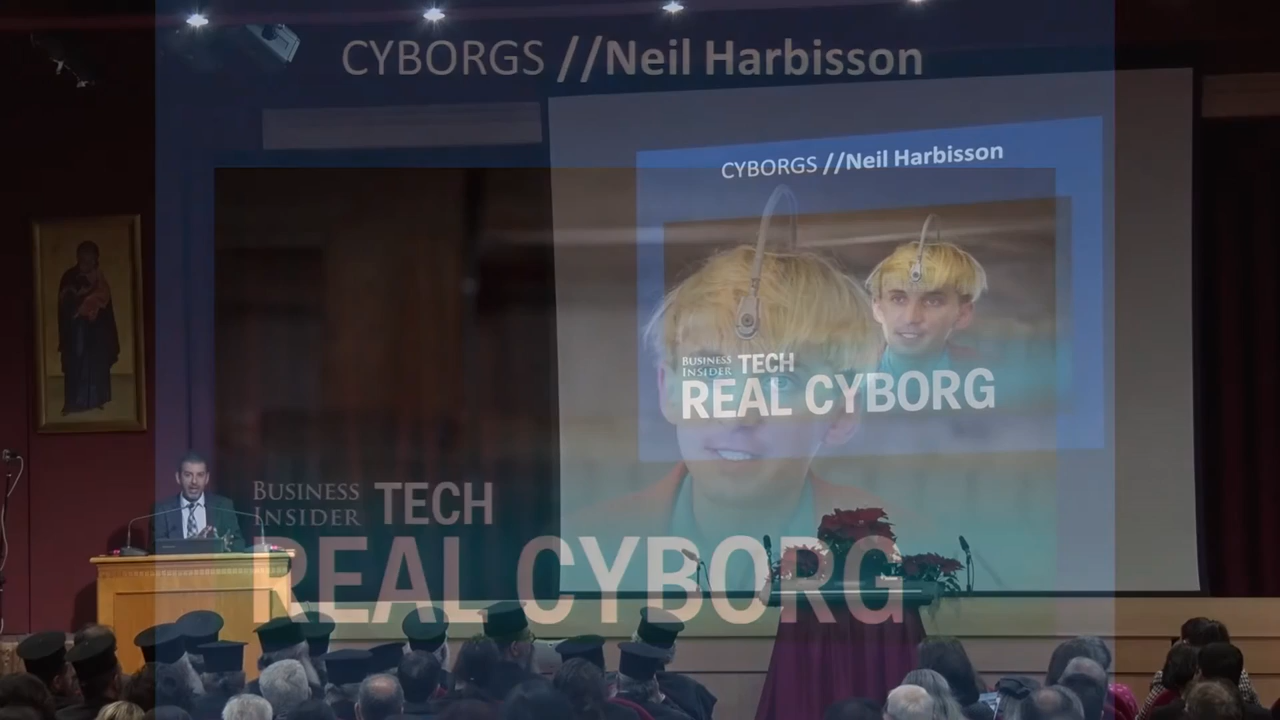 CYBORGS //Neil Harbisson
CYBORGS //Neil Harbisson
BUSINESS INSIDER TECH
REAL CYBORG
BUSINESS INSIDER TECH
REAL CYBORG